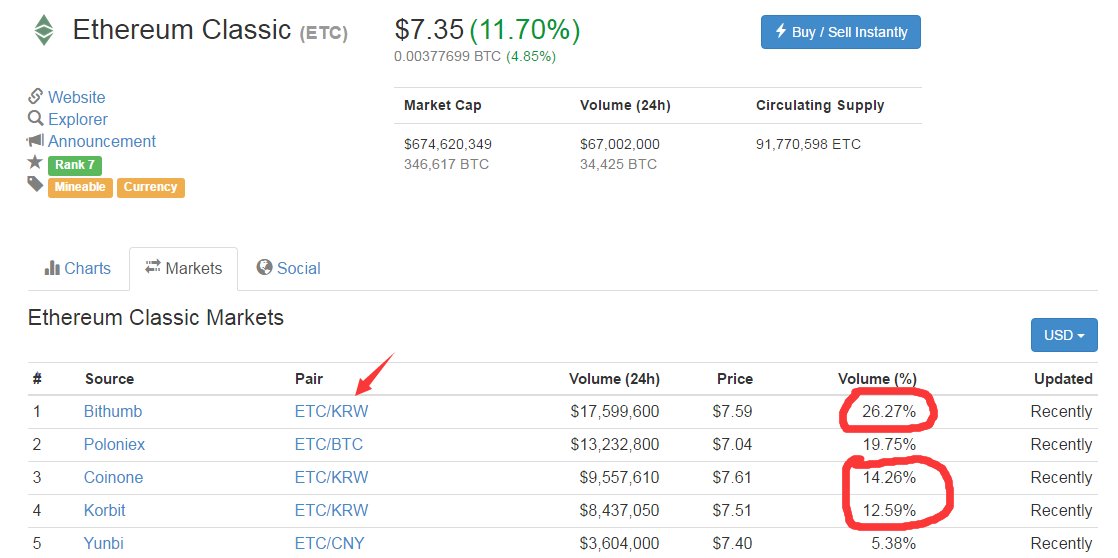 Ethereum Classic (ETC)
$7.35 (11.70%)
0.00377699 BTC (4.85%)
Buy / Sell Instantly
Website
Explorer
Announcement
Rank 7
Mineable Currency
Market Cap Volume (24h) Circulating Supply
$674,620,349 $67,002,000 91,770,598 ETC
346,617 BTC 34,425 BTC
Charts Markets Social
Ethereum Classic Markets
USD
# Source Pair Volume (24h) Price Volume (%) Updated
1 Bithumb ETC/KRW $17,599,600 $7.59 26.27% Recently
2 Poloniex ETC/BTC $13,232,800 $7.04 19.75% Recently
3 Coinone ETC/KRW $9,557,610 $7.61 14.26% Recently
4 Korbit ETC/KRW $8,437,050 $7.51 12.59% Recently
5 Yunbi ETC/CNY $3,604,000 $7.40 5.38% Recently